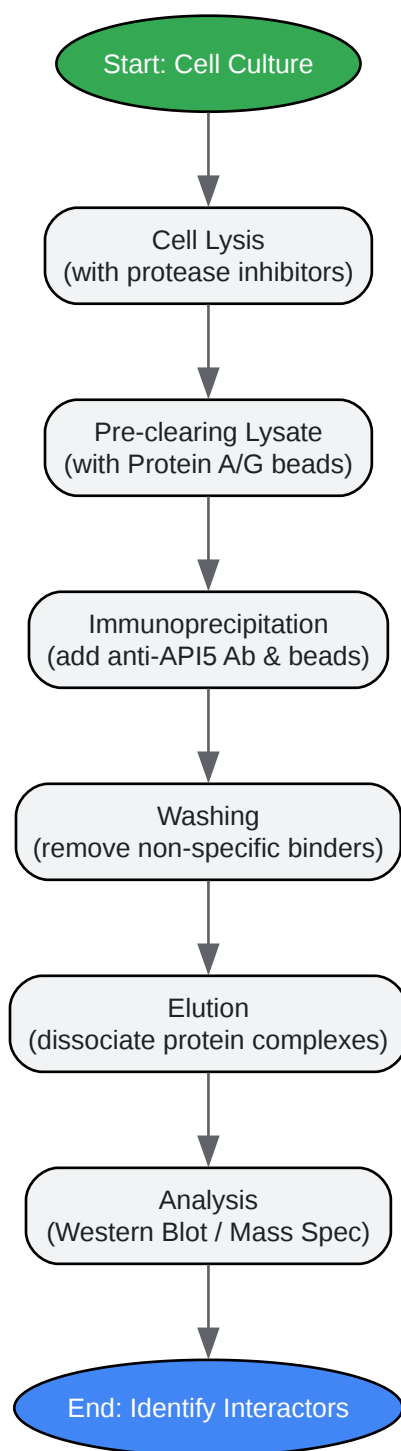 Start: Cell Culture
Cell Lysis
(with protease inhibitors)
Pre-clearing Lysate
(with Protein A/G beads)
Immunoprecipitation
(add anti-API5 Ab & beads)
Washing
(remove non-specific binders)
Elution
(dissociate protein complexes)
Analysis
(Western Blot / Mass Spec)
End: Identify Interactors